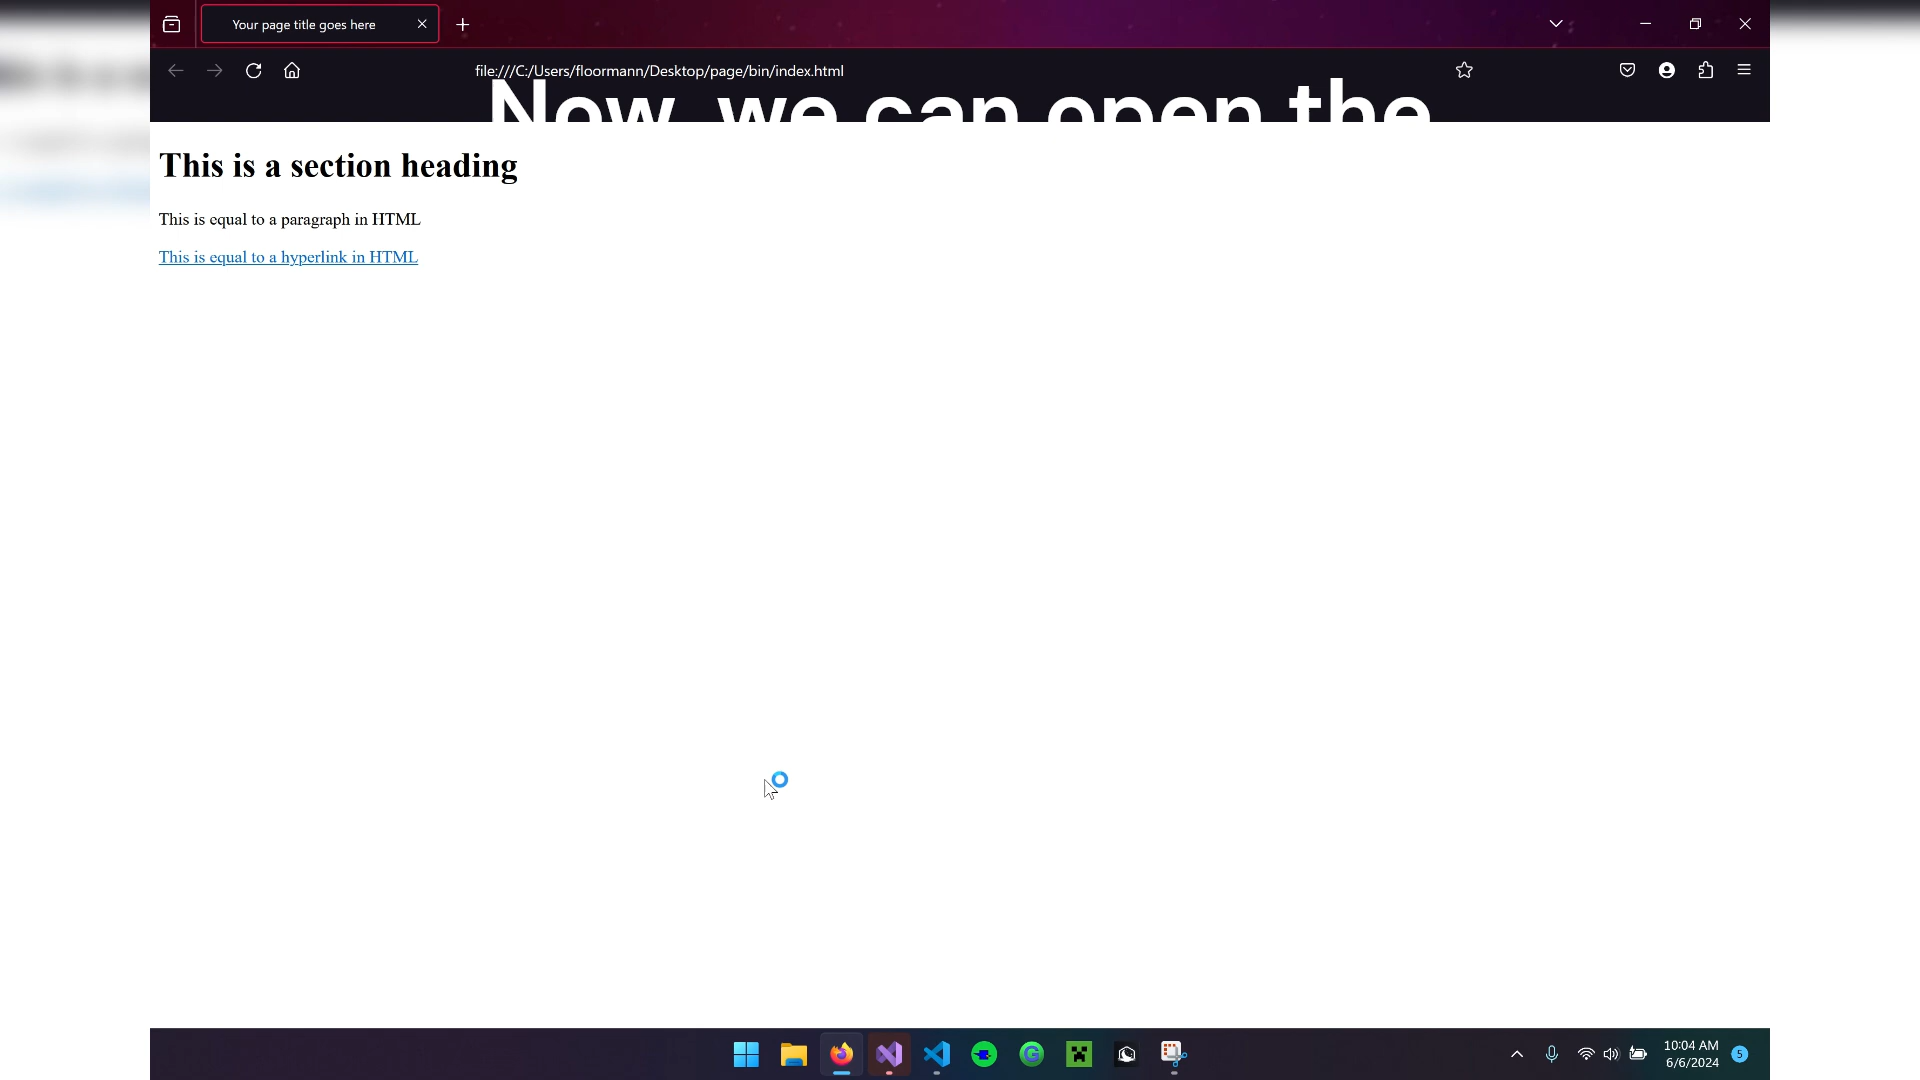 Your page title goes here
file:///C:/Users/floormann/Desktop/page/bin/index.html
Now, we can open the
This is a section heading
This is equal to a paragraph in HTML
This is equal to a hyperlink in HTML
10:04 AM
6/6/2024
5